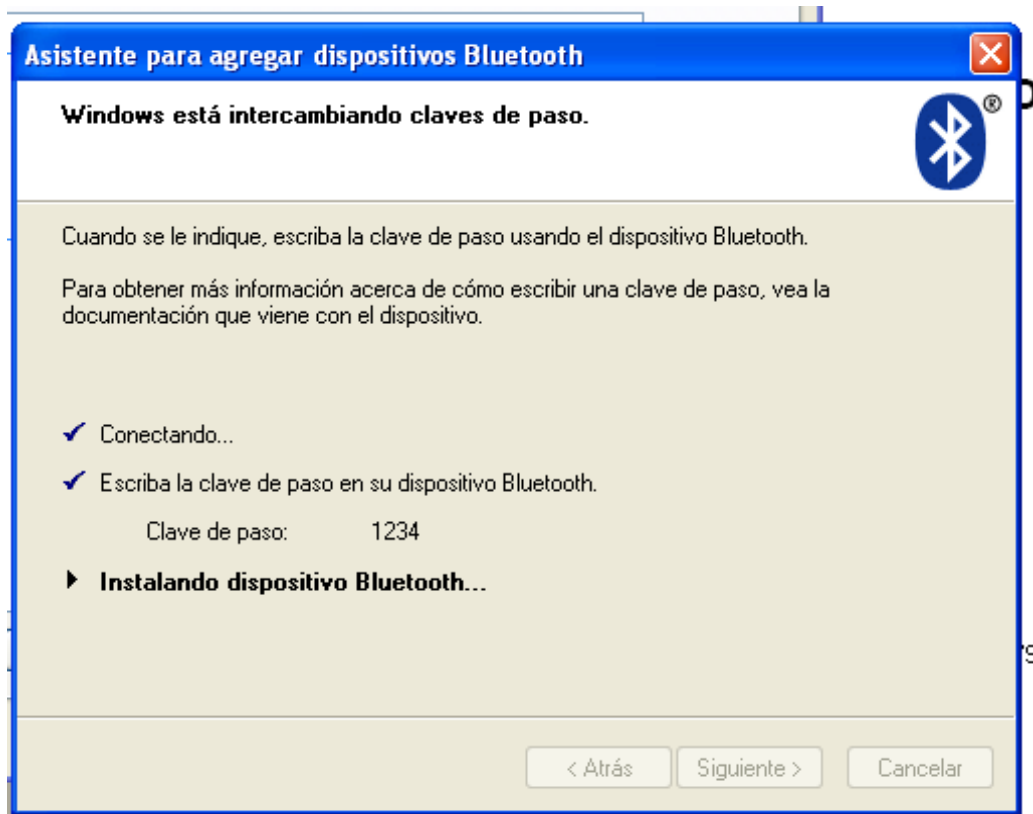 Asistente para agregar dispositivos Bluetooth
Windows está intercambiando claves de paso.
®
Cuando se le indique, escriba la clave de paso usando el dispositivo Bluetooth.
Para obtener más información acerca de cómo escribir una clave de paso, vea la
documentación que viene con el dispositivo.
Conectando...
Escriba la clave de paso en su dispositivo Bluetooth.
Clave de paso: 1234
Instalando dispositivo Bluetooth...
< Atrás Siguiente > Cancelar